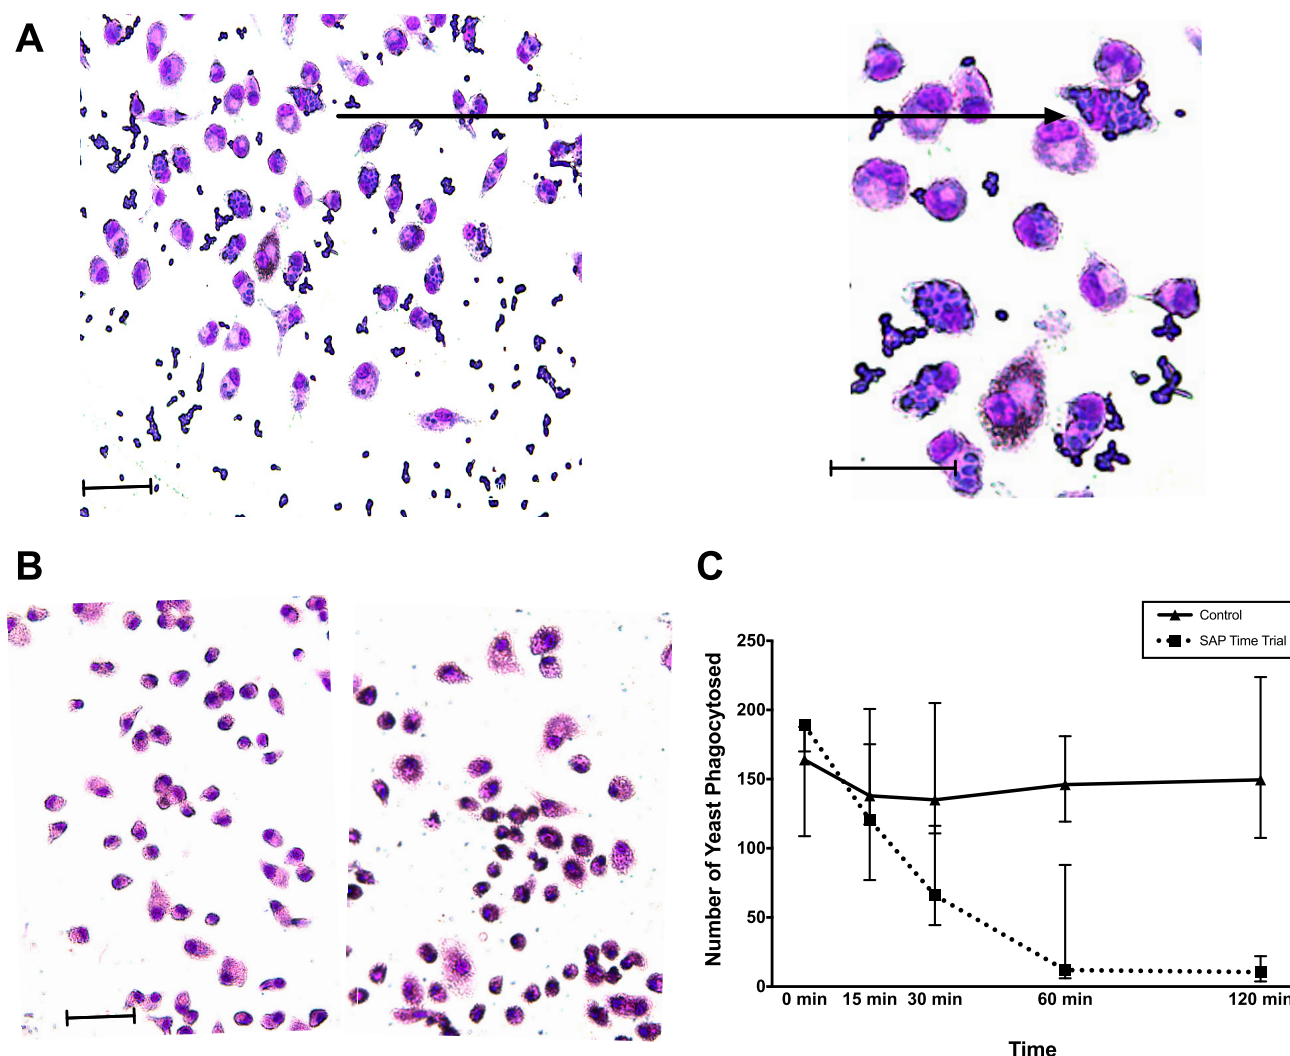 A
B
C
Control
SAP Time Trial
Number of Yeast Phagocytosed
250
200
150
100
50
0
0 min 15 min 30 min 60 min 120 min
Time